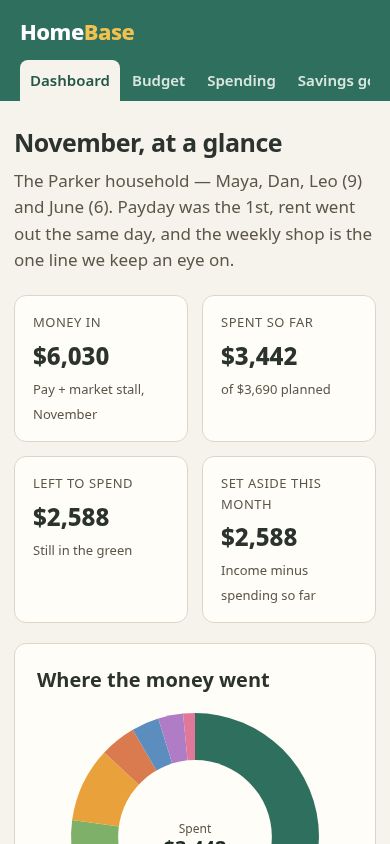 HomeBase
Dashboard Budget Spending Savings
November, at a glance
The Parker household — Maya, Dan, Leo (9)
and June (6). Payday was the 1st, rent went
out the same day, and the weekly shop is the
one line we keep an eye on.
MONEY IN
$6,030
Pay + market stall,
November
SPENT SO FAR
$3,442
of $3,690 planned
LEFT TO SPEND
$2,588
Still in the green
SET ASIDE THIS
MONTH
$2,588
Income minus
spending so far
Where the money went
Spent